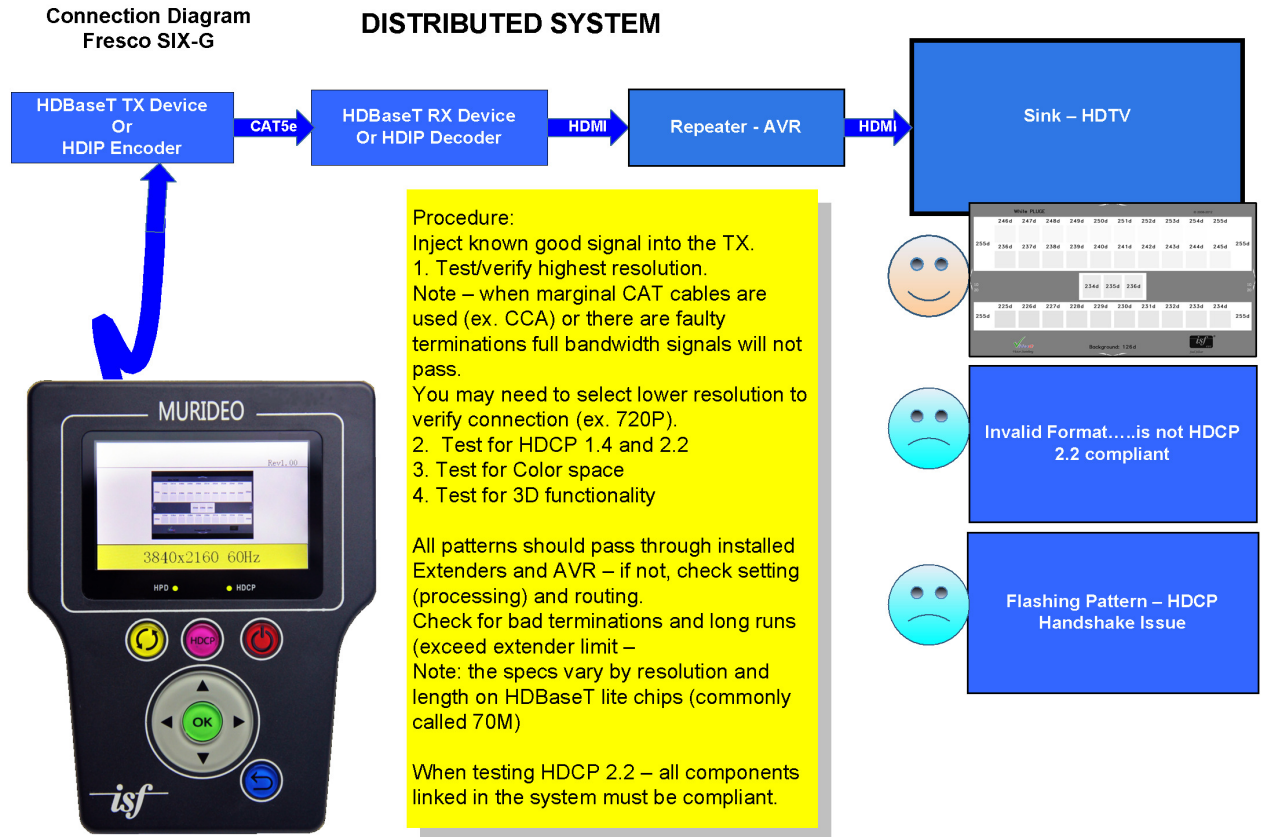 Connection Diagram
Fresco SIX-G
DISTRIBUTED SYSTEM
HDBaseT TX Device
Or
HDIP Encoder
CAT5e
HDBaseT RX Device
Or HDIP Decoder
HDMI
Repeater - AVR
HDMI
Sink – HDTV
Procedure:
Inject known good signal into the TX.
1. Test/verify highest resolution.
Note – when marginal CAT cables are
used (ex. CCA) or there are faulty
terminations full bandwidth signals will not
pass.
You may need to select lower resolution to
verify connection (ex. 720P).
2.  Test for HDCP 1.4 and 2.2
3. Test for Color space
4.  Test for 3D functionality
All patterns should pass through installed
Extenders and AVR – if not, check setting
(processing) and routing.
Check for bad terminations and long runs
(exceed extender limit –
Note: the specs vary by resolution and
length on HDBaseT lite chips (commonly
called 70M)
When testing HDCP 2.2 – all components
linked in the system must be compliant.
White PLUGE
246d 247d 248d 249d 250d 251d 252d 253d 254d 255d
255d 255d
236d 237d 238d 239d 240d 241d 242d 243d 244d 245d
234d 235d 236d
225d 226d 227d 228d 229d 230d 231d 232d 233d 234d
255d 255d
Background: 126d
isf
Invalid Format…..is not HDCP
2.2 compliant
Flashing Pattern – HDCP
Handshake Issue
MURIDEO
Rev1.00
3840x2160 60Hz
HPD HDCP
HDCP
OK
isf